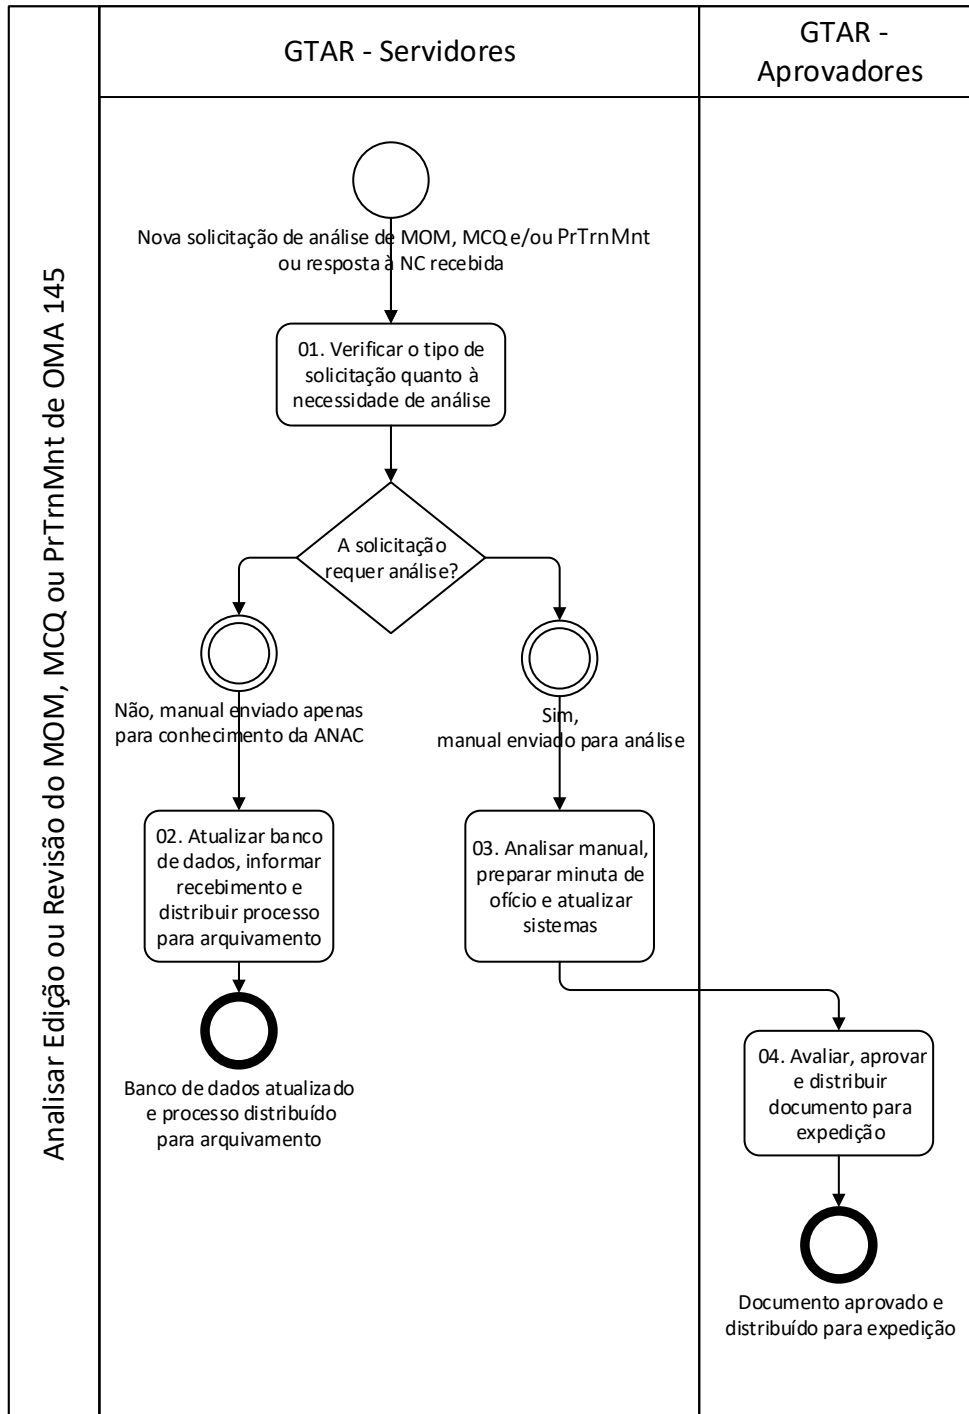 Analisar Edição ou Revisão do MOM, MCQ ou PrTrnMnt de OMA 145
GTAR - Servidores
GTAR -
Aprovadores
Nova solicitação de análise de MOM, MCQ e/ou PrTrnMnt
ou resposta à NC recebida
01. Verificar o tipo de
solicitação quanto à
necessidade de análise
A solicitação
requer análise?
Não, manual enviado apenas
para conhecimento da ANAC
Sim,
manual enviado para análise
02. Atualizar banco
de dados, informar
recebimento e
distribuir processo
para arquivamento
03. Analisar manual,
preparar minuta de
ofício e atualizar
sistemas
Banco de dados atualizado
e processo distribuído
para arquivamento
04. Avaliar, aprovar
e distribuir
documento para
expedição
Documento aprovado e
distribuído para expedição